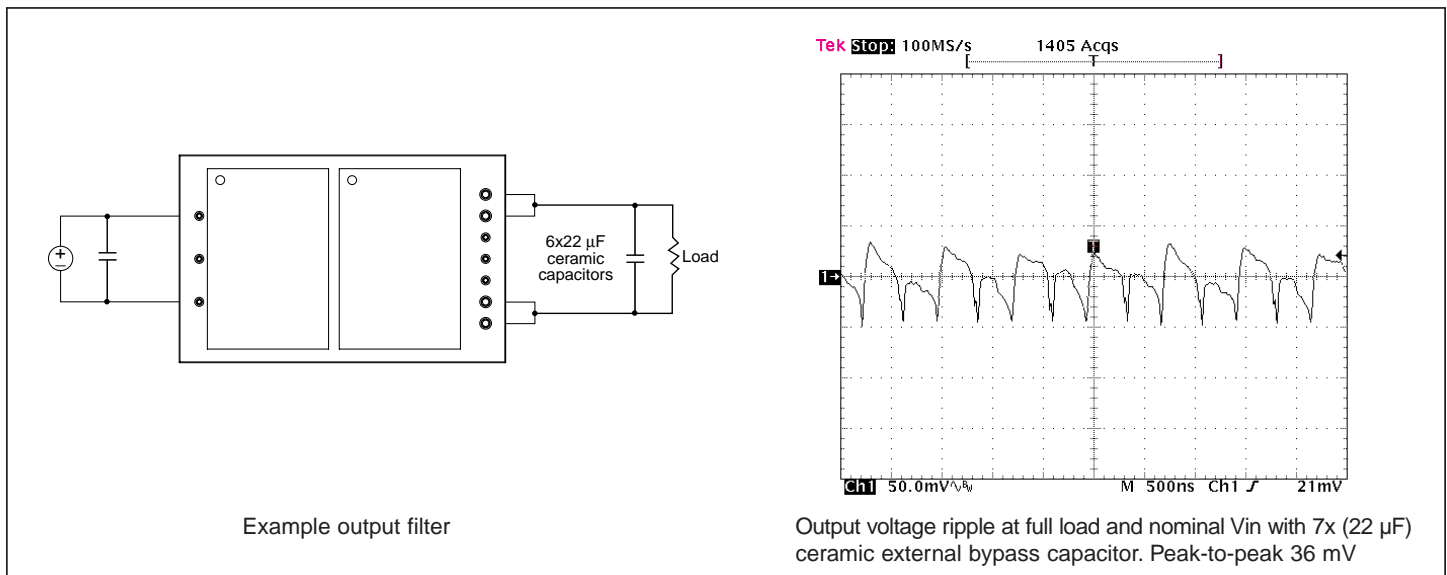 Tek Stop: 100MS/s 1405 Acqs
T
6x22 µF
ceramic
capacitors
Load
T
1
Ch1 50.0mV M 500ns Ch1 21mV
Example output filter
Output voltage ripple at full load and nominal Vin with 7x (22 µF)
ceramic external bypass capacitor. Peak-to-peak 36 mV